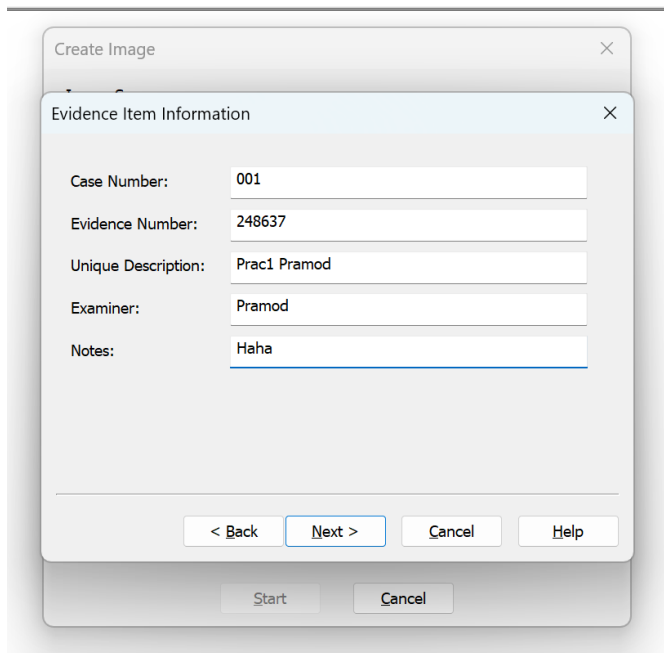 Create Image
Evidence Item Information
Case Number: 001
Evidence Number: 248637
Unique Description: Prac1 Pramod
Examiner: Pramod
Notes: Haha
< Back Next > Cancel Help
Start Cancel